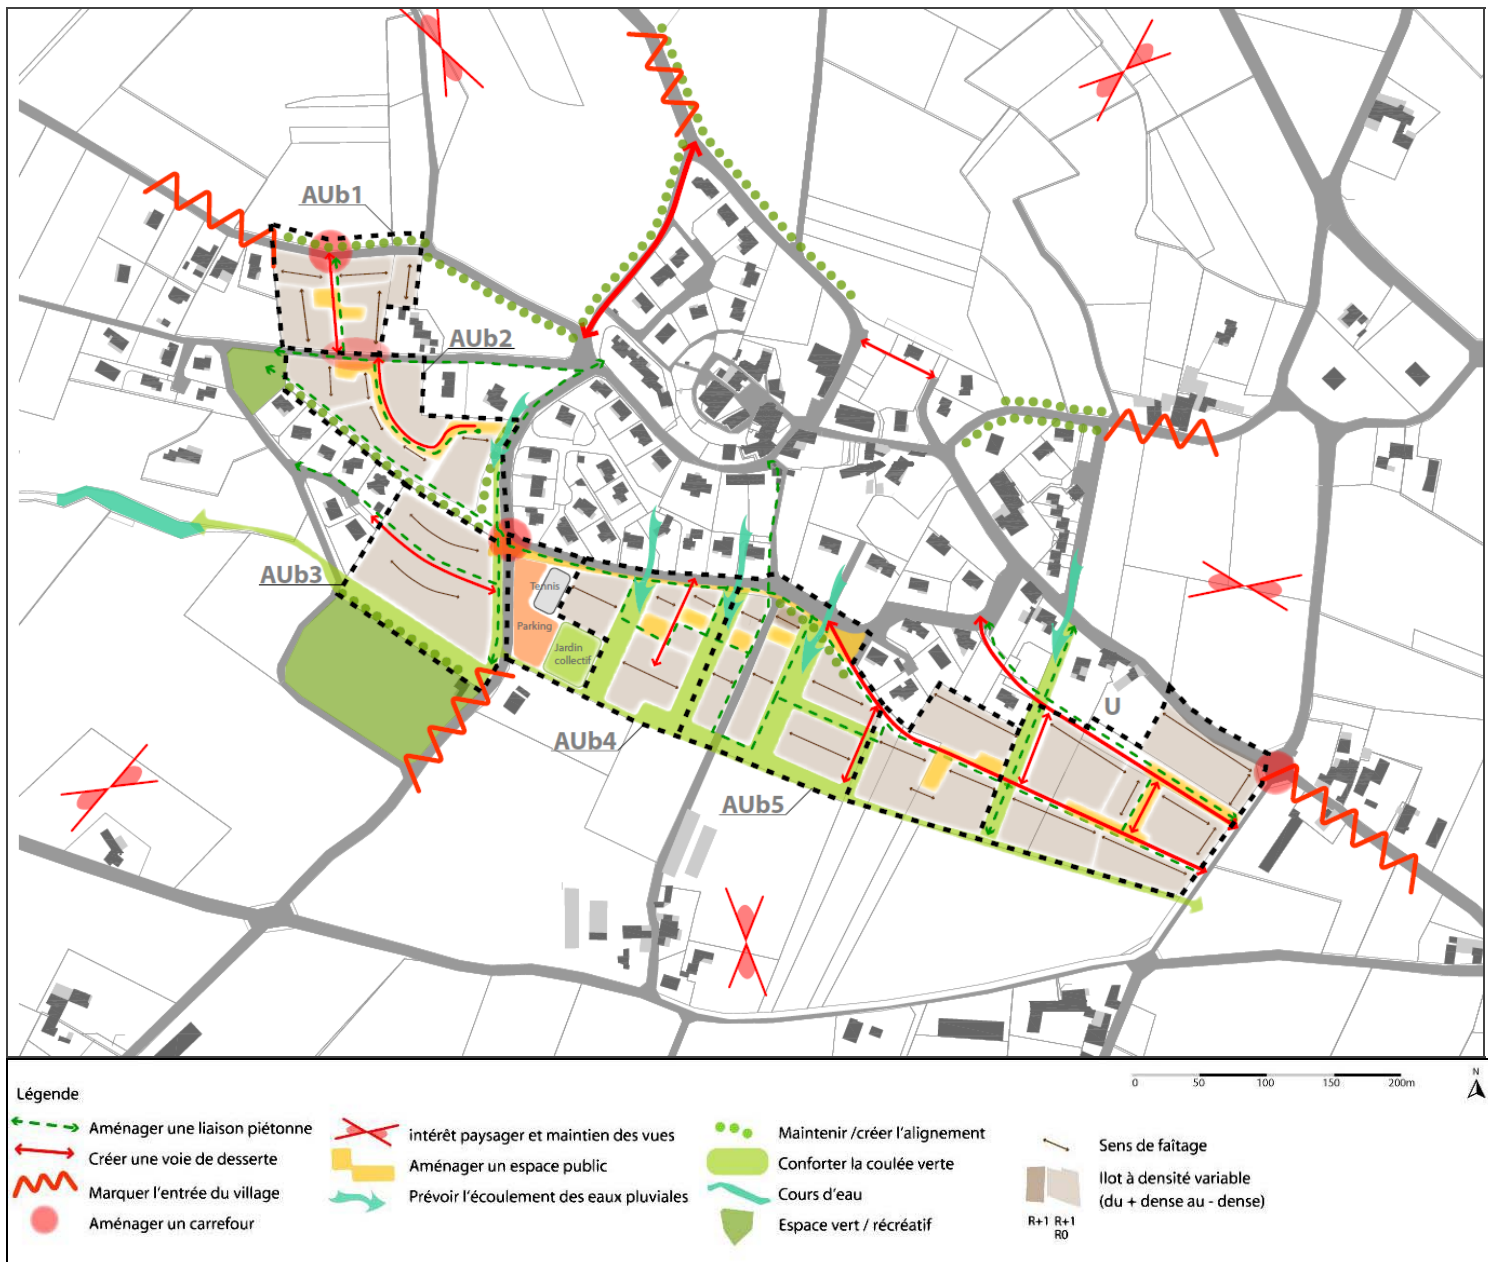 AUb1
AUb2
AUb3
Tennis
Parking
Jardin
collectif
U
AUb4
AUb5
Légende
0 50 100 150 200m
N
Aménager une liaison piétonne
Créer une voie de desserte
Marquer l'entrée du village
Aménager un carrefour
intérêt paysager et maintien des vues
Aménager un espace public
Prévoir l'écoulement des eaux pluviales
Maintenir /créer l'alignement
Conforter la coulée verte
Cours d'eau
Espace vert / récréatif
Sens de faîtage
Ilot à densité variable
(du + dense au - dense)
R+1 R+1
R0